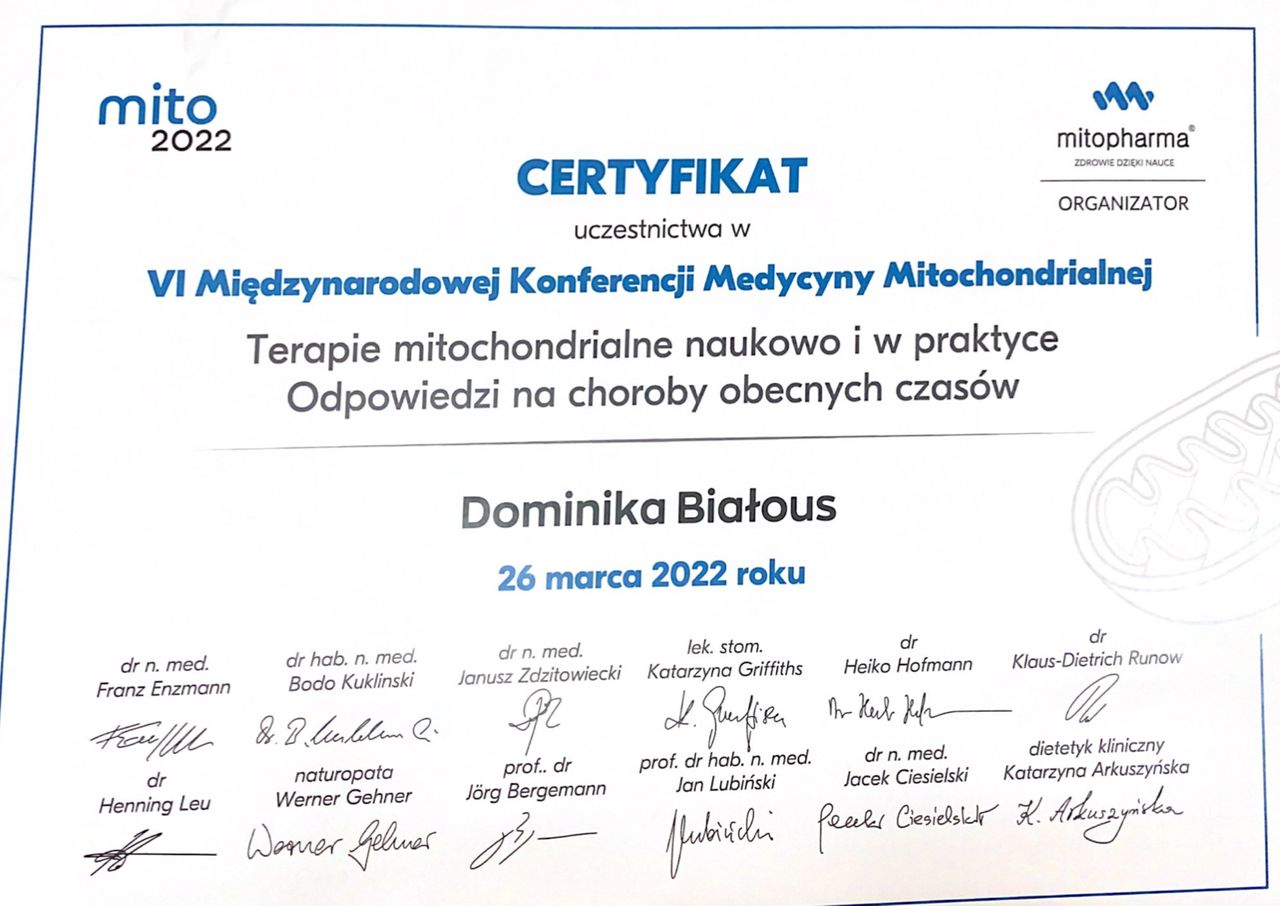 mito
2022
mitopharma®
ZDROWIE DZIĘKI NAUCE
ORGANIZATOR
CERTYFIKAT
uczestnictwa w
VI Międzynarodowej Konferencji Medycyny Mitochondrialnej
Terapie mitochondrialne naukowo i w praktyce
Odpowiedzi na choroby obecnych czasów
Dominika Białous
26 marca 2022 roku
dr n. med.
Franz Enzmann
dr hab. n. med.
Bodo Kuklinski
dr n. med.
Janusz Zdzitowiecki
lek. stom.
Katarzyna Griffiths
dr
Heiko Hofmann
dr
Klaus-Dietrich Runow
dr
Henning Leu
naturopata
Werner Gehner
Werner Gehner
prof.. dr
Jörg Bergemann
prof. dr hab. n. med.
Jan Lubiński
dr n. med.
Jacek Ciesielski
dietetyk kliniczny
Katarzyna Arkuszyńska
K. Arkuszyńska